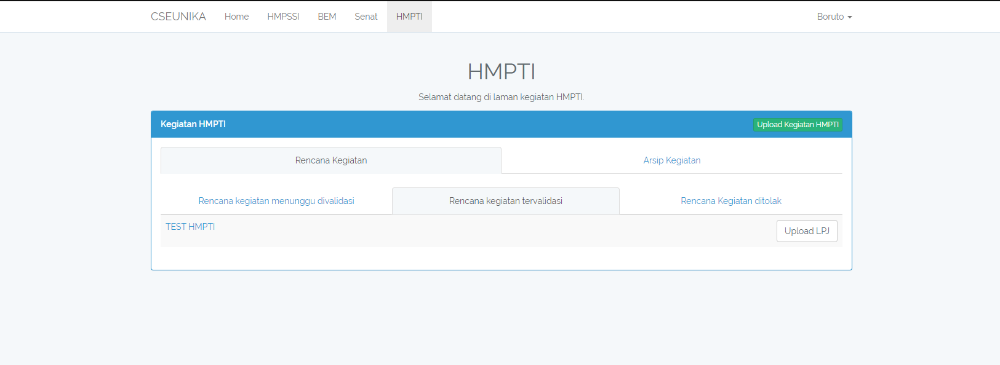 CSEUNIKA Home HMPSSI BEM Senat HMPTI Boruto
HMPTI
Selamat datang di laman kegiatan HMPTI.
Kegiatan HMPTI Upload Kegiatan HMPTI
Rencana Kegiatan Arsip Kegiatan
Rencana kegiatan menunggu divalidasi Rencana kegiatan tervalidasi Rencana Kegiatan ditolak
TEST HMPTI Upload LPJ